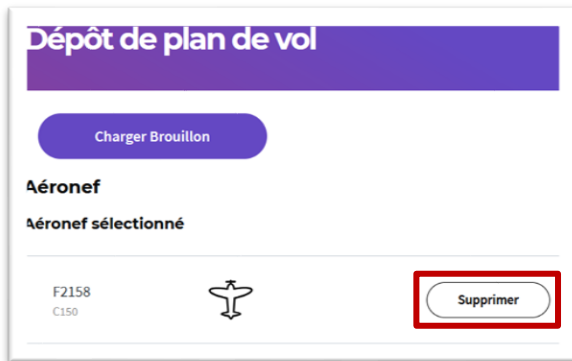 Dépôt de plan de vol
Charger Brouillon
Aéronef
Aéronef sélectionné
F2158
C150
Supprimer